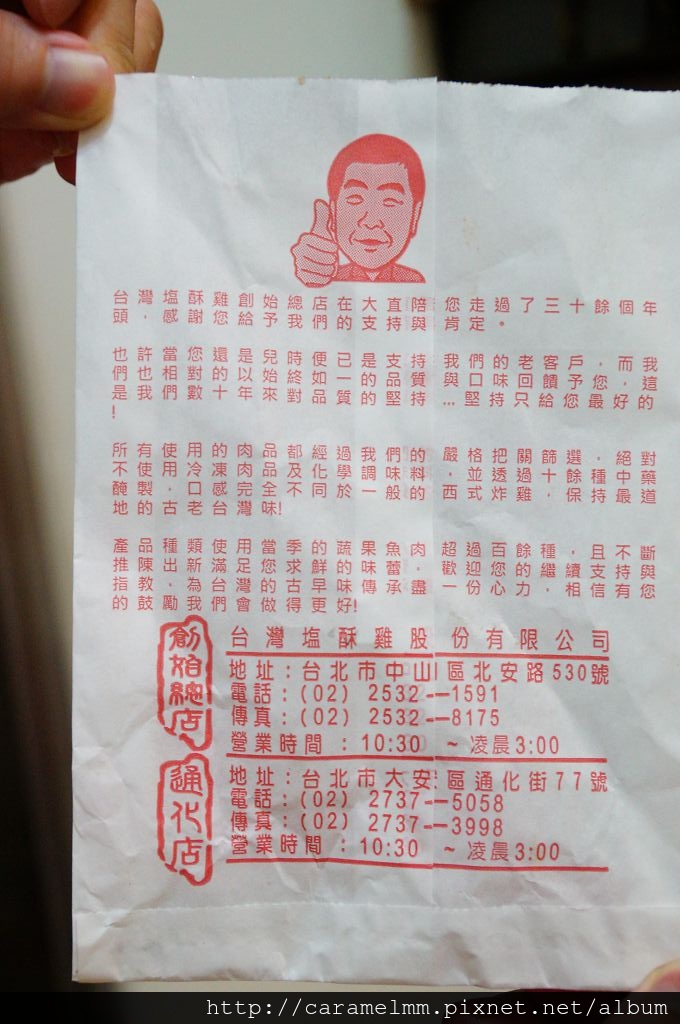 台灣塩酥雞創始總店在大直陪您走過了三十餘個年
頭，感謝您給予我們的支持與肯定。
也許當您還是兒時便已是支持我們的老客戶，而我
們也相對的以始終如一的品質與口味回饋予您，這
是我們數十年來對品質的堅持...堅持只給您最好的
!
所有使用的肉品都經過我們的嚴格把關篩選，絕對
不使用冷凍肉品及化學調味料，並透過十餘種中藥
醃製，口感完全不同於一般的西式炸雞，保持最道
地的古老台灣味!
產品種類使用當季的蔬果魚肉超過百餘種，且不斷
推陳出新滿足您求鮮的味蕾，歡迎您的繼續支持與
指教，為台灣的古早味傳承盡一份心力，相信有您
的鼓勵我們會做得更好!
創始總店
台灣塩酥雞股份有限公司
地址：台北市中山區北安路530號
電話：(02) 2532--1591
傳真：(02) 2532--8175
營業時間：10:30 ~凌晨3:00
通化店
地址：台北市大安區通化街77號
電話：(02) 2737--5058
傳真：(02) 2737--3998
營業時間：10:30 ~凌晨3:00
http://caramelmm.pixnet.net/album